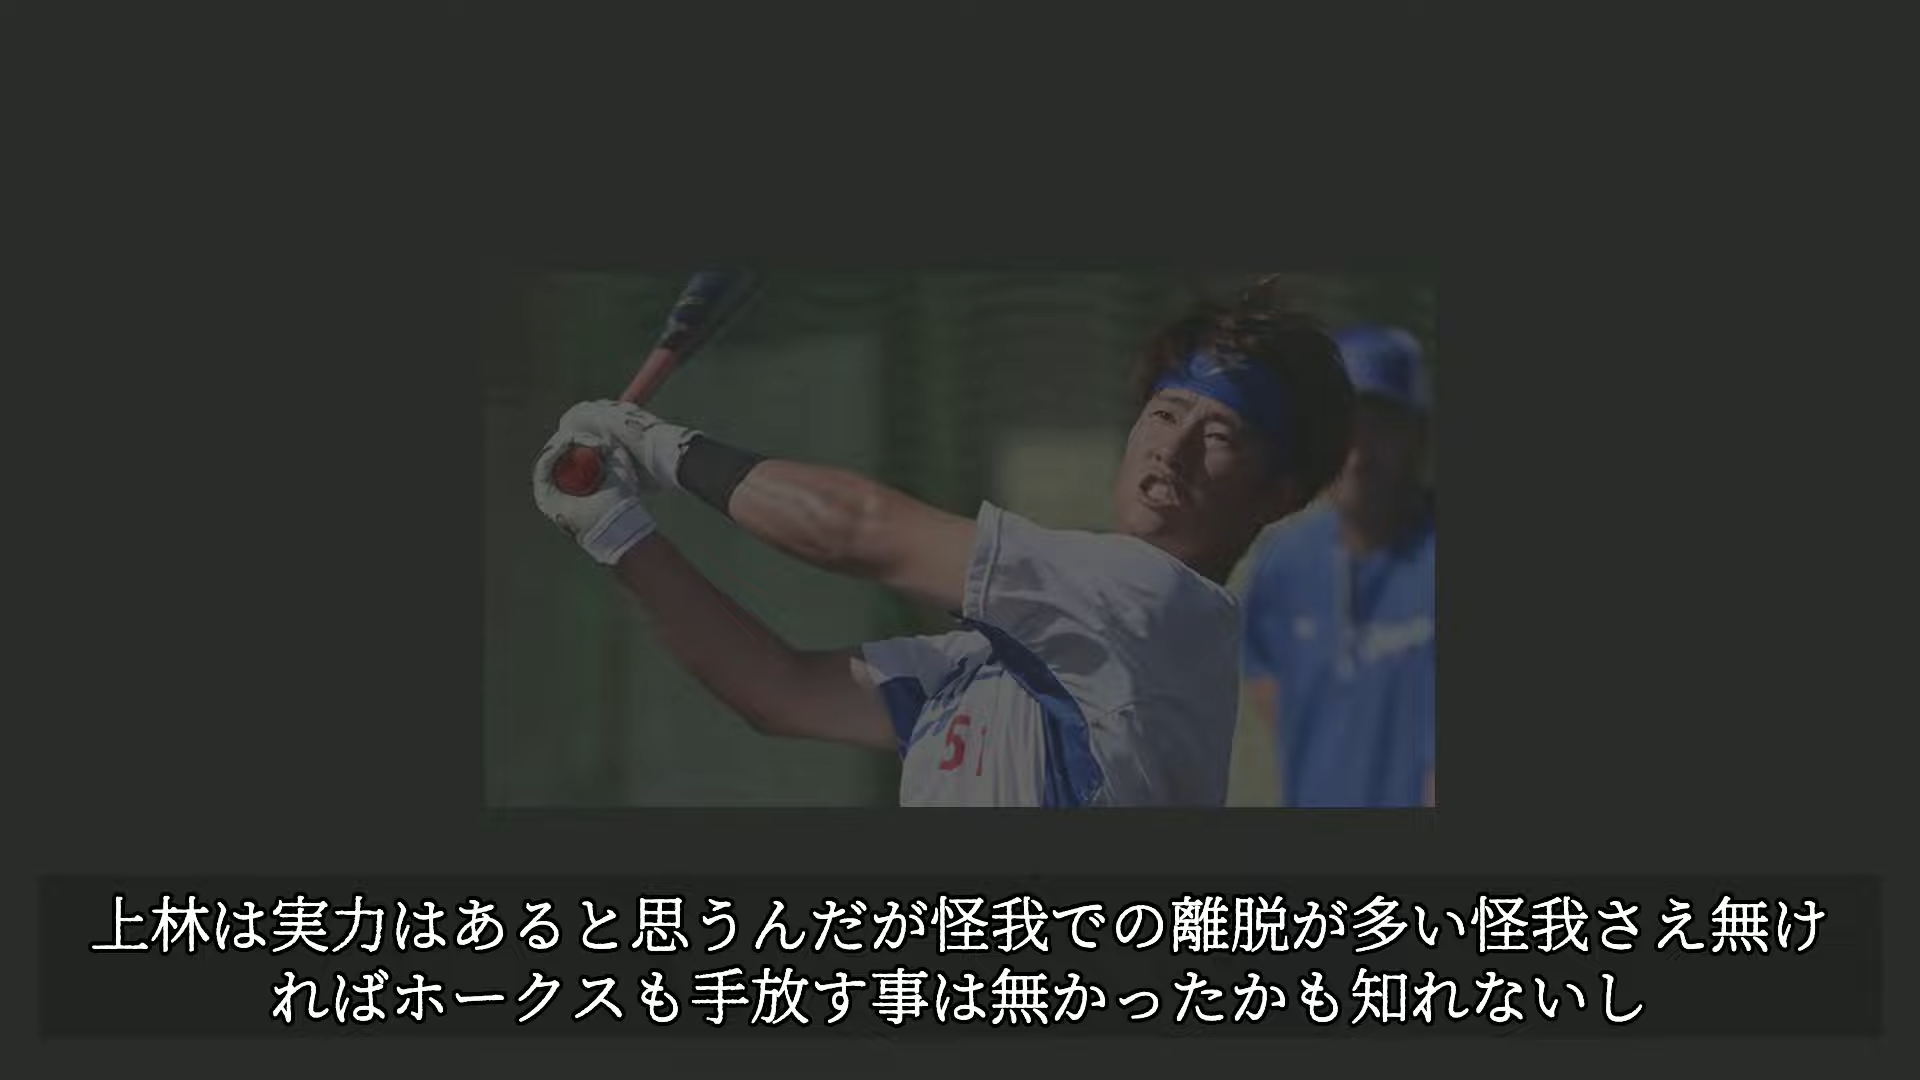 51
上林は実力はあると思うんだが怪我での離脱が多い怪我さえ無け
ればホークスも手放す事は無かったかも知れないし